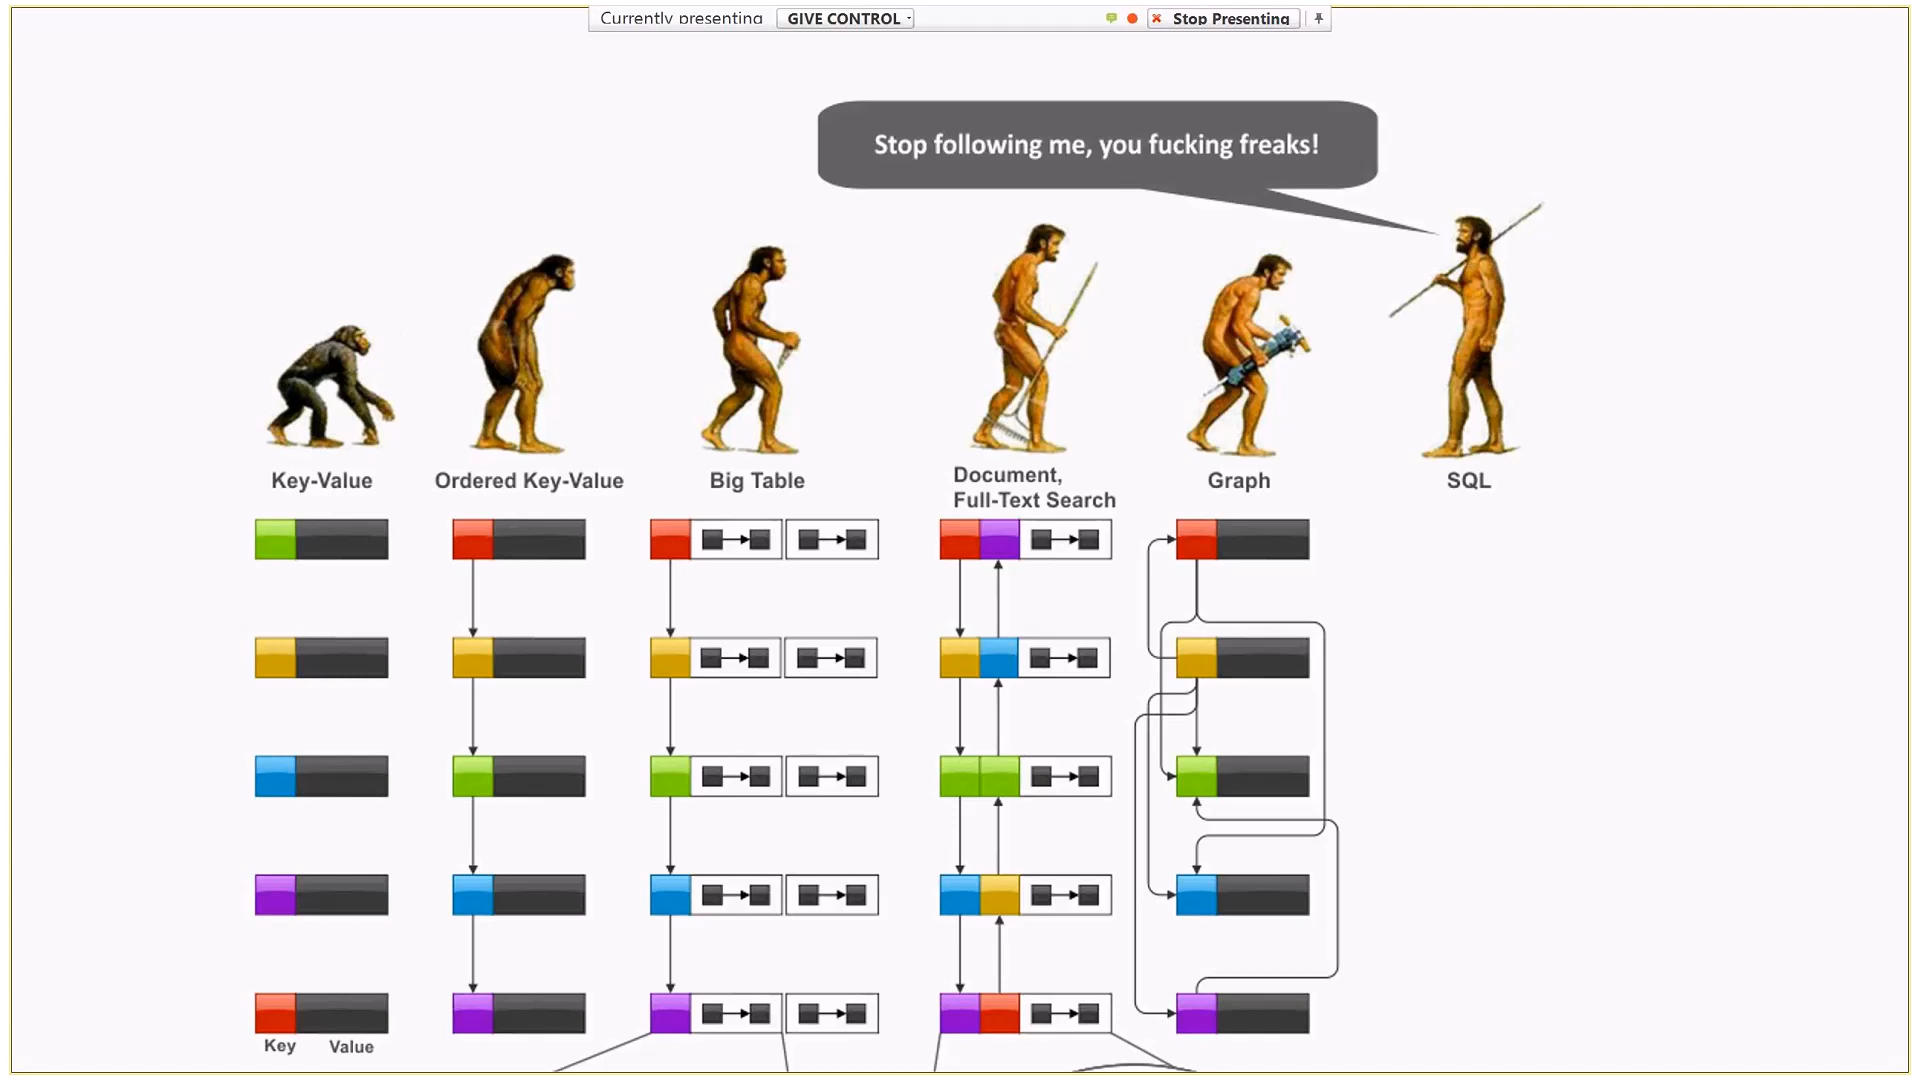 Currently presenting GIVE CONTROL Stop Presenting
Stop following me, you fucking freaks!
Key-Value
Ordered Key-Value
Big Table
Document,
Full-Text Search
Graph
SQL
Key Value